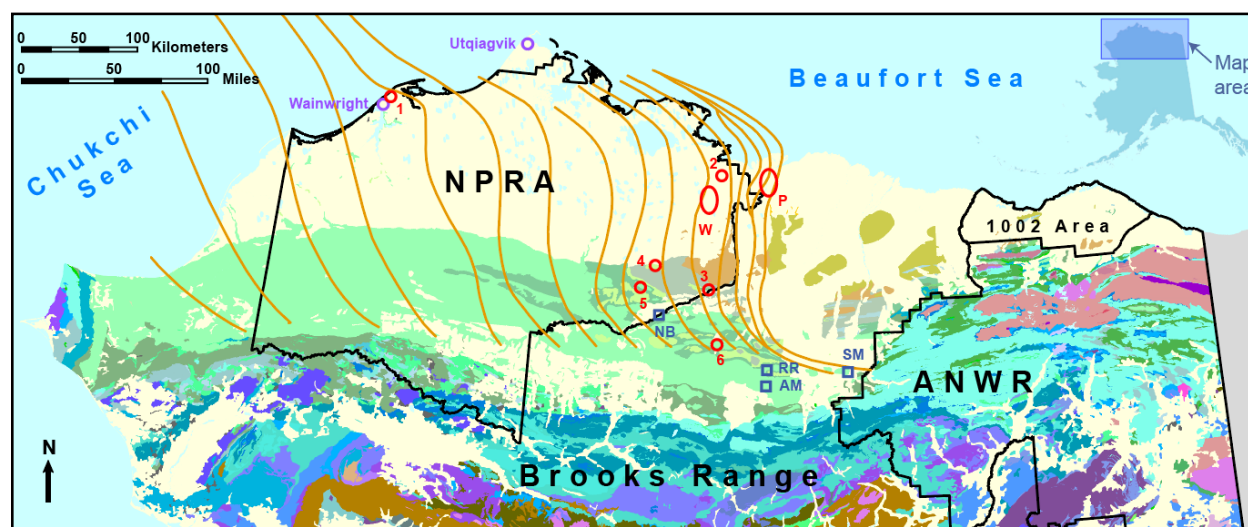 0 50 100
Kilometers
0 50 100
Miles
Utqiagvik
Beaufort Sea
Map
area
Wainwright
1
Chukchi
Sea
NPRA
2
P
W
1002 Area
4
3
5
NB
6
SM
RR
AM
ANWR
N
Brooks Range